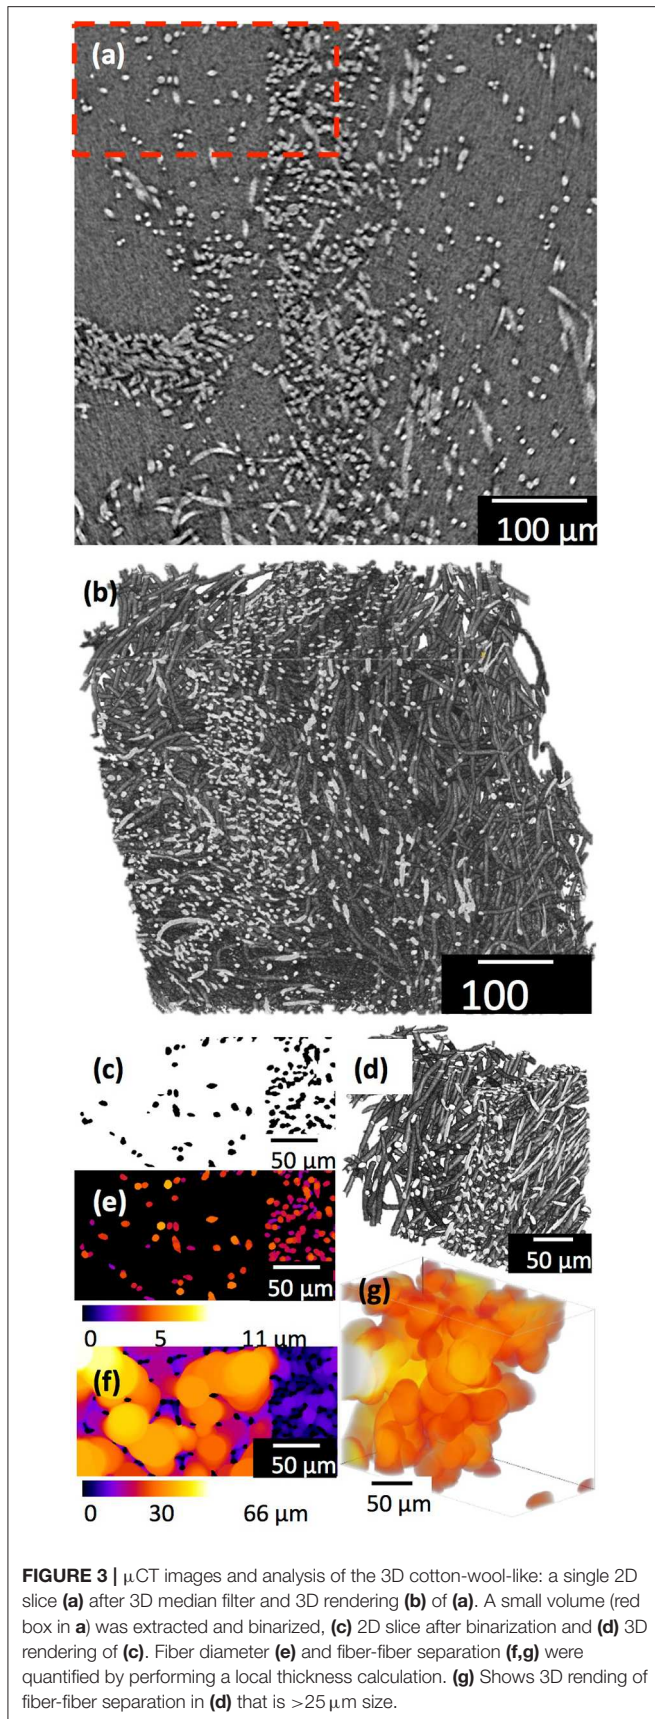 (a)
100 µm
(b)
100
(c)
50 µm
(d)
50 µm
(e)
50 µm
0 5 11 µm
(f)
50 µm
0 30 66 µm
(g)
50 µm
FIGURE 3 | µCT images and analysis of the 3D cotton-wool-like: a single 2D
slice (a) after 3D median filter and 3D rendering (b) of (a). A small volume (red
box in a) was extracted and binarized, (c) 2D slice after binarization and (d) 3D
rendering of (c). Fiber diameter (e) and fiber-fiber separation (f,g) were
quantified by performing a local thickness calculation. (g) Shows 3D rending of
fiber-fiber separation in (d) that is >25 µm size.